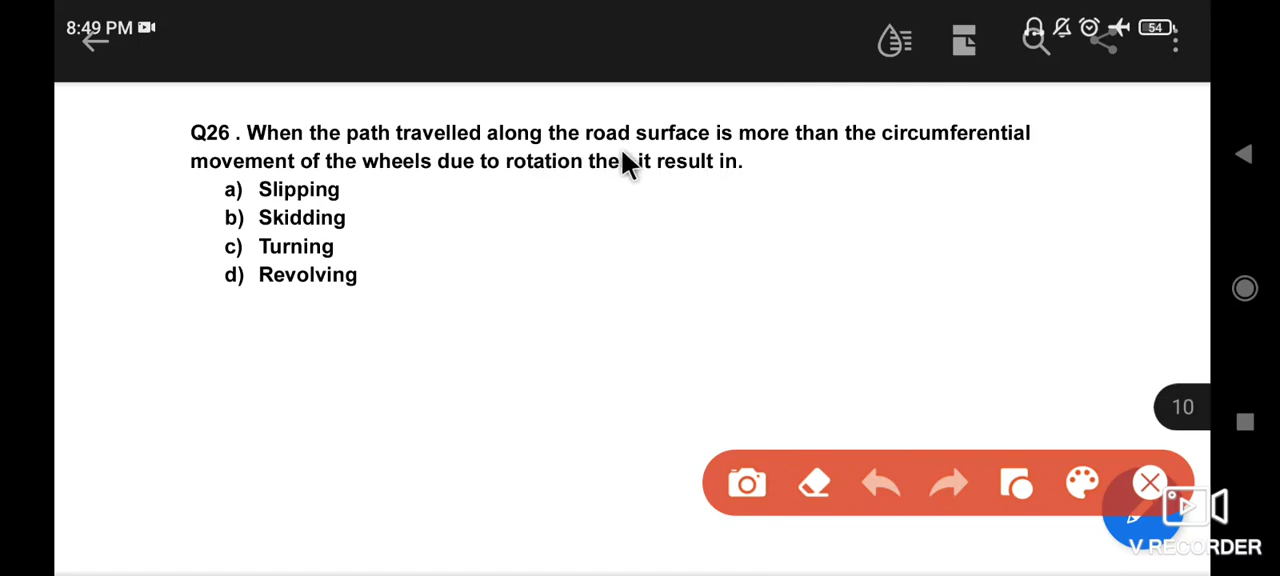 8:49 PM
54
Q26 . When the path travelled along the road surface is more than the circumferential
movement of the wheels due to rotation the it result in.
a) Slipping
b) Skidding
c) Turning
d) Revolving
10
V RECORDER